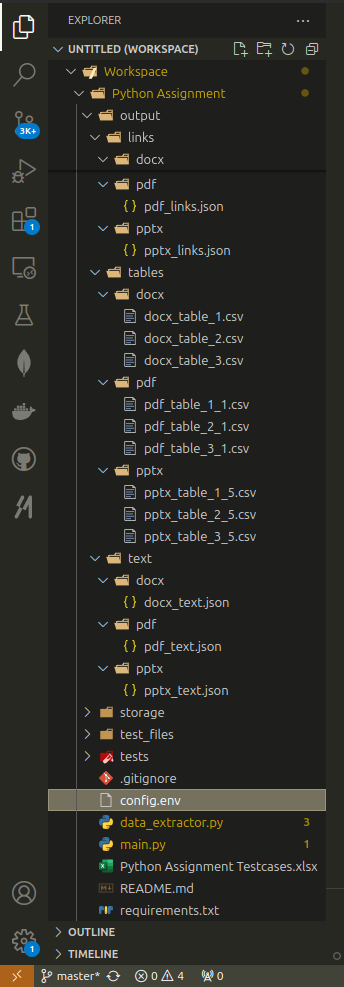 EXPLORER
UNTITLED (WORKSPACE)
Workspace
Python Assignment
output
links
docx
pdf
{ } pdf_links.json
pptx
{ } pptx_links.json
tables
docx
docx_table_1.csv
docx_table_2.csv
docx_table_3.csv
pdf
pdf_table_1_1.csv
pdf_table_2_1.csv
pdf_table_3_1.csv
pptx
pptx_table_1_5.csv
pptx_table_2_5.csv
pptx_table_3_5.csv
text
docx
{ } docx_text.json
pdf
{ } pdf_text.json
pptx
{ } pptx_text.json
storage
test_files
tests
.gitignore
config.env
data_extractor.py 3
main.py 1
Python Assignment Testcases.xlsx
README.md
requirements.txt
OUTLINE
TIMELINE
3K+
1
1
master* 0 4 0